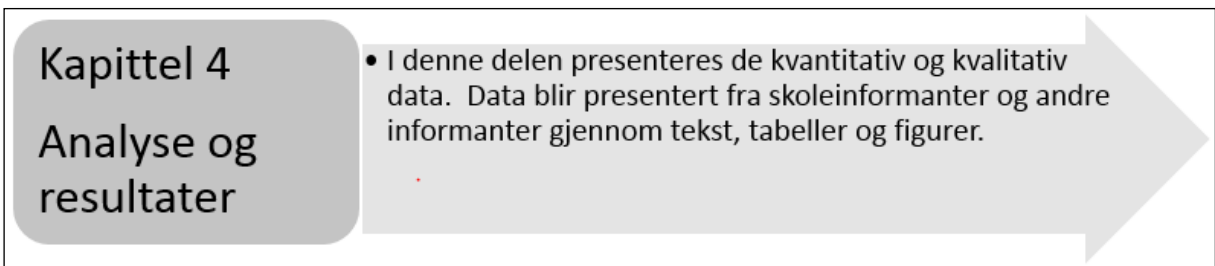 Kapittel 4
Analyse og
resultater
• I denne delen presenteres de kvantitativ og kvalitativ
data.  Data blir presentert fra skoleinformanter og andre
informanter gjennom tekst, tabeller og figurer.